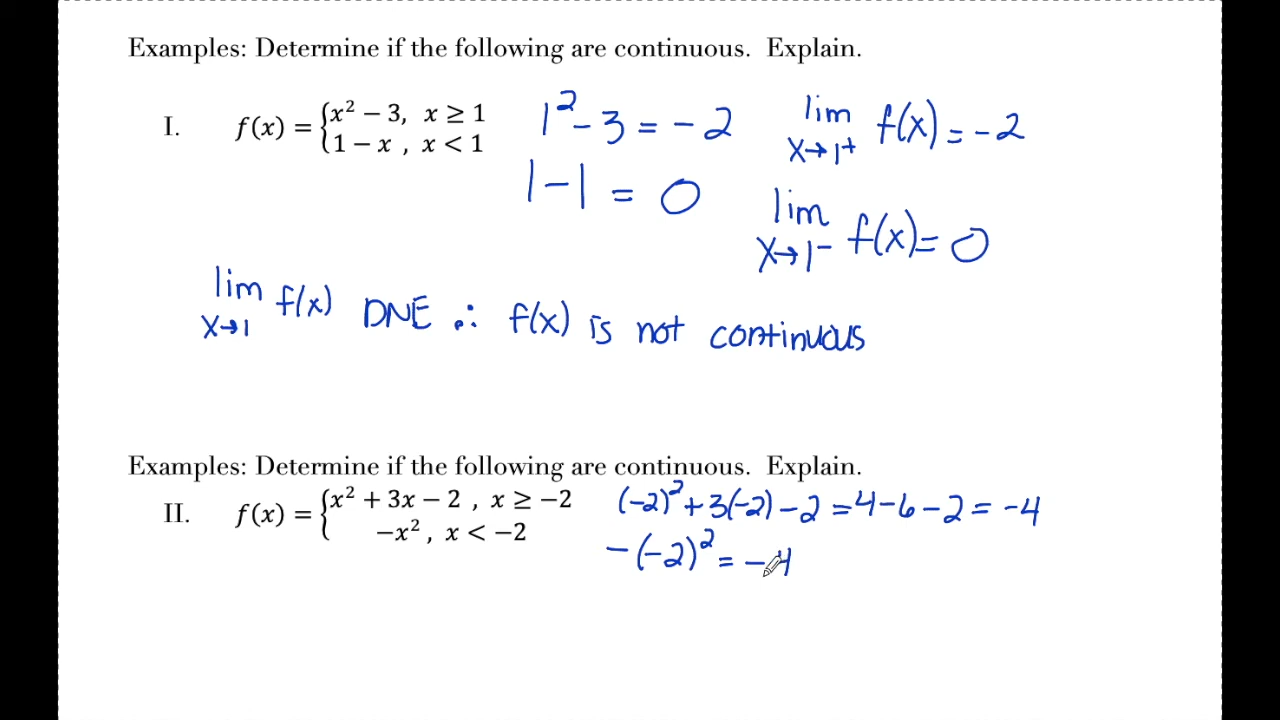 Examples: Determine if the following are continuous.  Explain.
I. f(x) = {x² − 3,  x ≥ 1 1² − 3 = −2 lim x→1⁺ f(x) = −2
1 − x ,  x < 1 1 − 1 = 0 lim x→1⁻ f(x) = 0
lim x→1 f(x) DNE ∴ f(x) is not continuous
Examples: Determine if the following are continuous.  Explain.
II. f(x) = {x² + 3x − 2 ,  x ≥ −2 (−2)² + 3(−2) − 2 = 4 − 6 − 2 = −4
−x² ,  x < −2 −(−2)² = −4